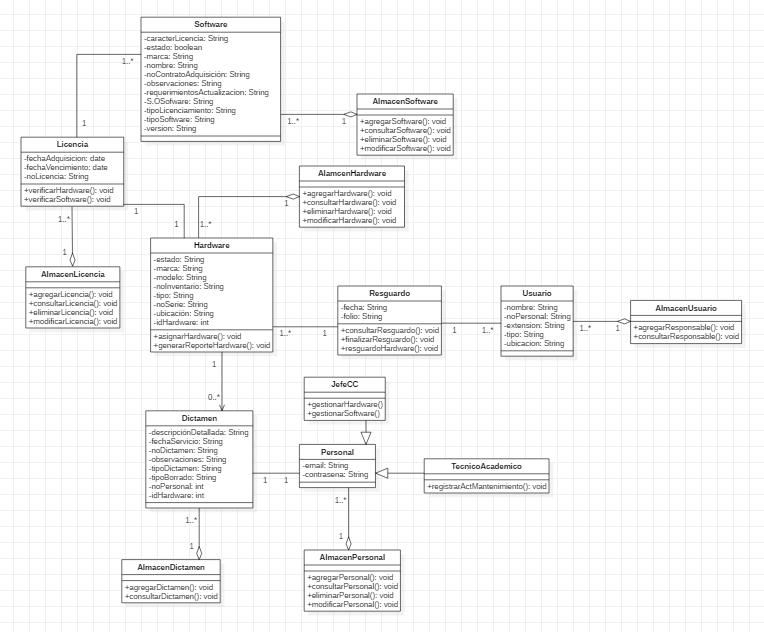 Software
-caracterLicencia: String
-estado: boolean
-marca: String
-nombre: String
-noContratoAdquisición: String
-observaciones: String
-requerimientosActualizacion: String
-S.OSofware: String
-tipoLicenciamiento: String
-tipoSoftware: String
-version: String
1..*
1
1..*
1
AlmacenSoftware
+agregarSoftware(): void
+consultarSoftware(): void
+eliminarSoftware(): void
+modificarSoftware(): void
Licencia
-fechaAdquisicion: date
-fechaVencimiento: date
-noLicencia: String
+verificarHardware(): void
+verificarSoftware(): void
1
1
1..*
1
AlamcenHardware
+agregarHardware(): void
+consultarHardware(): void
+eliminarHardware(): void
+modificarHardware(): void
1..*
1
AlmacenLicencia
+agregarLicencia(): void
+consultarLicencia(): void
+eliminarLicencia(): void
+modificarLicencia(): void
Hardware
-estado: String
-marca: String
-modelo: String
-noInventario: String
-tipo: String
-noSerie: String
-ubicación: String
-idHardware: int
+asignarHardware(): void
+generarReporteHardware(): void
1..*
1
Resguardo
-fecha: String
-folio: String
+consultarResguardo(): void
+finalizarResguardo(): void
+resguardoHardware(): void
1
1..*
Usuario
-nombre: String
-noPersonal: String
-extension: String
-tipo: String
-ubicacion: String
1..*
1
AlmacenUsuario
+agregarResponsable(): void
+consultarResponsable(): void
1
0..*
JefeCC
+gestionarHardware()
+gestionarSoftware()
Dictamen
-descripciónDetallada: String
-fechaServicio: String
-noDictamen: String
-observaciones: String
-tipoDictamen: String
-tipoBorrado: String
-noPersonal: int
-idHardware: int
1
1
Personal
-email: String
-contrasena: String
TecnicoAcademico
+registrarActMantenimiento(): void
1..*
1
1..*
1
AlmacenDictamen
+agregarDictamen(): void
+consultarDictamen(): void
AlmacenPersonal
+agregarPersonal(): void
+consultarPersonal(): void
+eliminarPersonal(): void
+modificarPersonal(): void